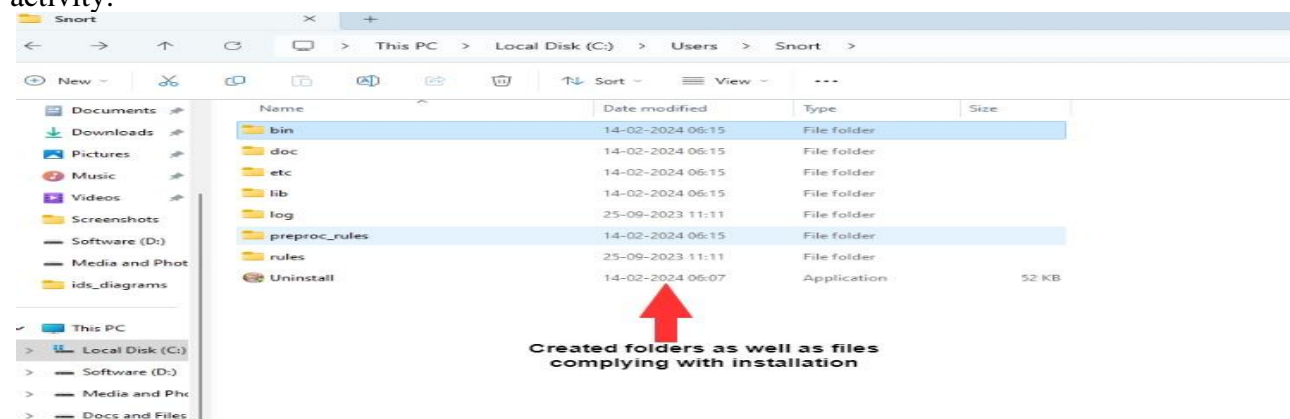 activity.
Snort
This PC > Local Disk (C:) > Users > Snort >
New Sort View ...
Name Date modified Type Size
Documents
Downloads
Pictures
Music
Videos
Screenshots
Software (D:)
Media and Phot
ids_diagrams
This PC
Local Disk (C:)
Software (D:)
Media and Pho
Docs and Files
bin 14-02-2024 06:15 File folder
doc 14-02-2024 06:15 File folder
etc 14-02-2024 06:15 File folder
lib 14-02-2024 06:15 File folder
log 25-09-2023 11:11 File folder
preproc_rules 14-02-2024 06:15 File folder
rules 25-09-2023 11:11 File folder
Uninstall 14-02-2024 06:07 Application 52 KB
Created folders as well as files
complying with installation